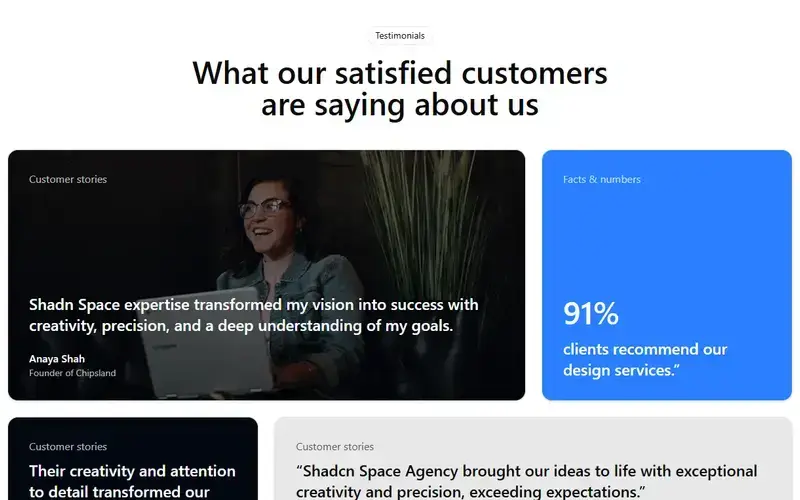 Testimonials
What our satisfied customers
are saying about us
Customer stories
Shadn Space expertise transformed my vision into success with
creativity, precision, and a deep understanding of my goals.
Anaya Shah
Founder of Chipsland
Facts & numbers
91%
clients recommend our
design services.”
Customer stories
Their creativity and attention
to detail transformed our
Customer stories
“Shadcn Space Agency brought our ideas to life with exceptional
creativity and precision, exceeding expectations.”